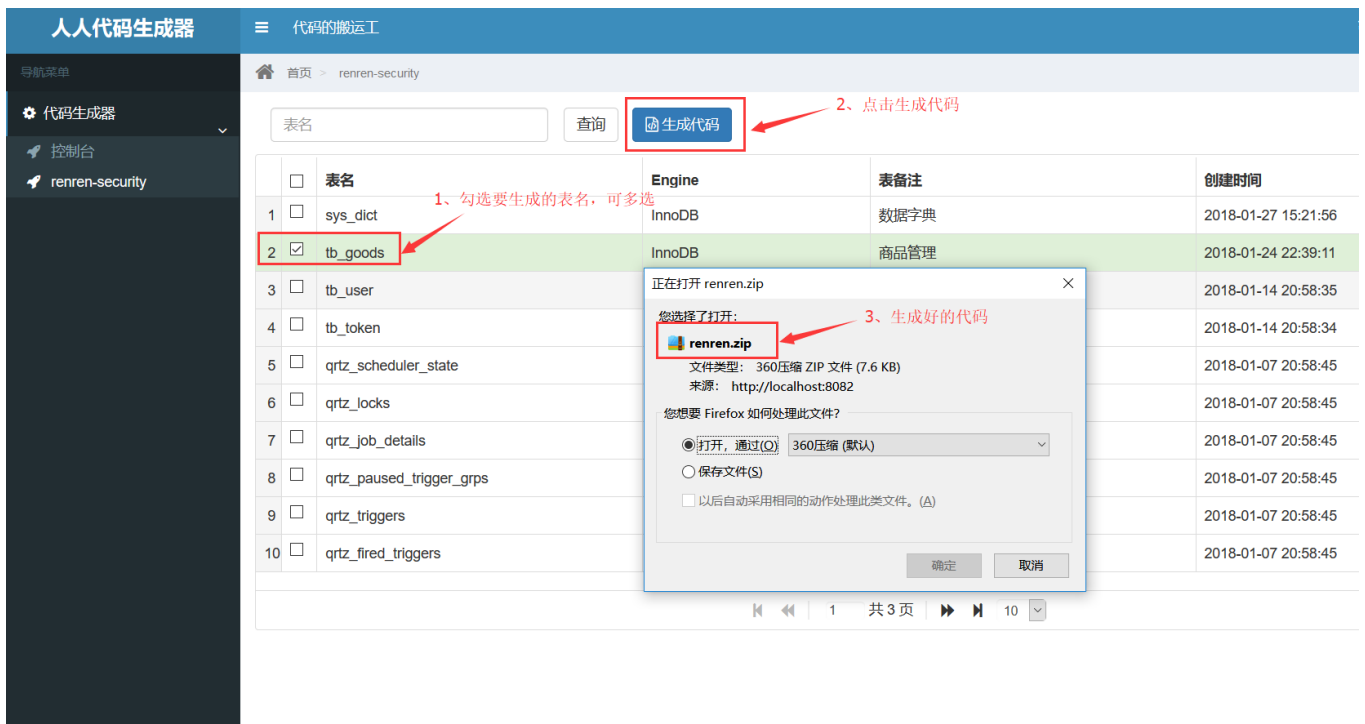 人人代码生成器
代码的搬运工
导航菜单
首页 > renren-security
代码生成器
控制台
renren-security
表名
查询
生成代码
2、点击生成代码
表名 Engine 表备注 创建时间
1、勾选要生成的表名，可多选
1 sys_dict InnoDB 数据字典 2018-01-27 15:21:56
2 tb_goods InnoDB 商品管理 2018-01-24 22:39:11
3 tb_user 2018-01-14 20:58:35
4 tb_token 2018-01-14 20:58:34
5 qrtz_scheduler_state 2018-01-07 20:58:45
6 qrtz_locks 2018-01-07 20:58:45
7 qrtz_job_details 2018-01-07 20:58:45
8 qrtz_paused_trigger_grps 2018-01-07 20:58:45
9 qrtz_triggers 2018-01-07 20:58:45
10 qrtz_fired_triggers 2018-01-07 20:58:45
正在打开 renren.zip
您选择了打开:
3、生成好的代码
renren.zip
文件类型: 360压缩 ZIP 文件 (7.6 KB)
来源: http://localhost:8082
您想要 Firefox 如何处理此文件?
打开，通过(O) 360压缩 (默认)
保存文件(S)
以后自动采用相同的动作处理此类文件。(A)
确定 取消
1 共 3 页 10